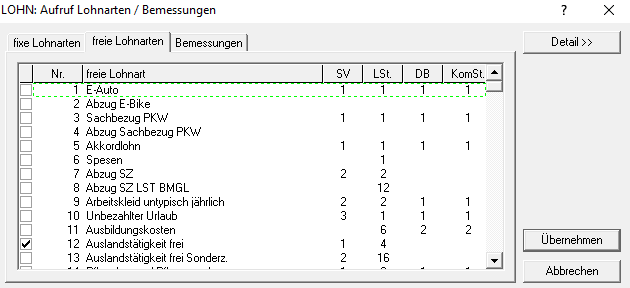 LOHN: Aufruf Lohnarten / Bemessungen ? ×
fixe Lohnarten freie Lohnarten Bemessungen Detail >>
Nr. freie Lohnart SV LSt. DB KomSt.
1 E-Auto 1 1 1 1
2 Abzug E-Bike
3 Sachbezug PKW 1 1 1 1
4 Abzug Sachbezug PKW
5 Akkordlohn 1 1 1 1
6 Spesen 1
7 Abzug SZ 2 2
8 Abzug SZ LST BMGL 12
9 Arbeitskleid untypisch jährlich 2 2 1 1
10 Unbezahlter Urlaub 3 1 1 1
11 Ausbildungskosten 6 2 2
12 Auslandstätigkeit frei 1 4
13 Auslandstätigkeit frei Sonderz. 2 16
Übernehmen
Abbrechen